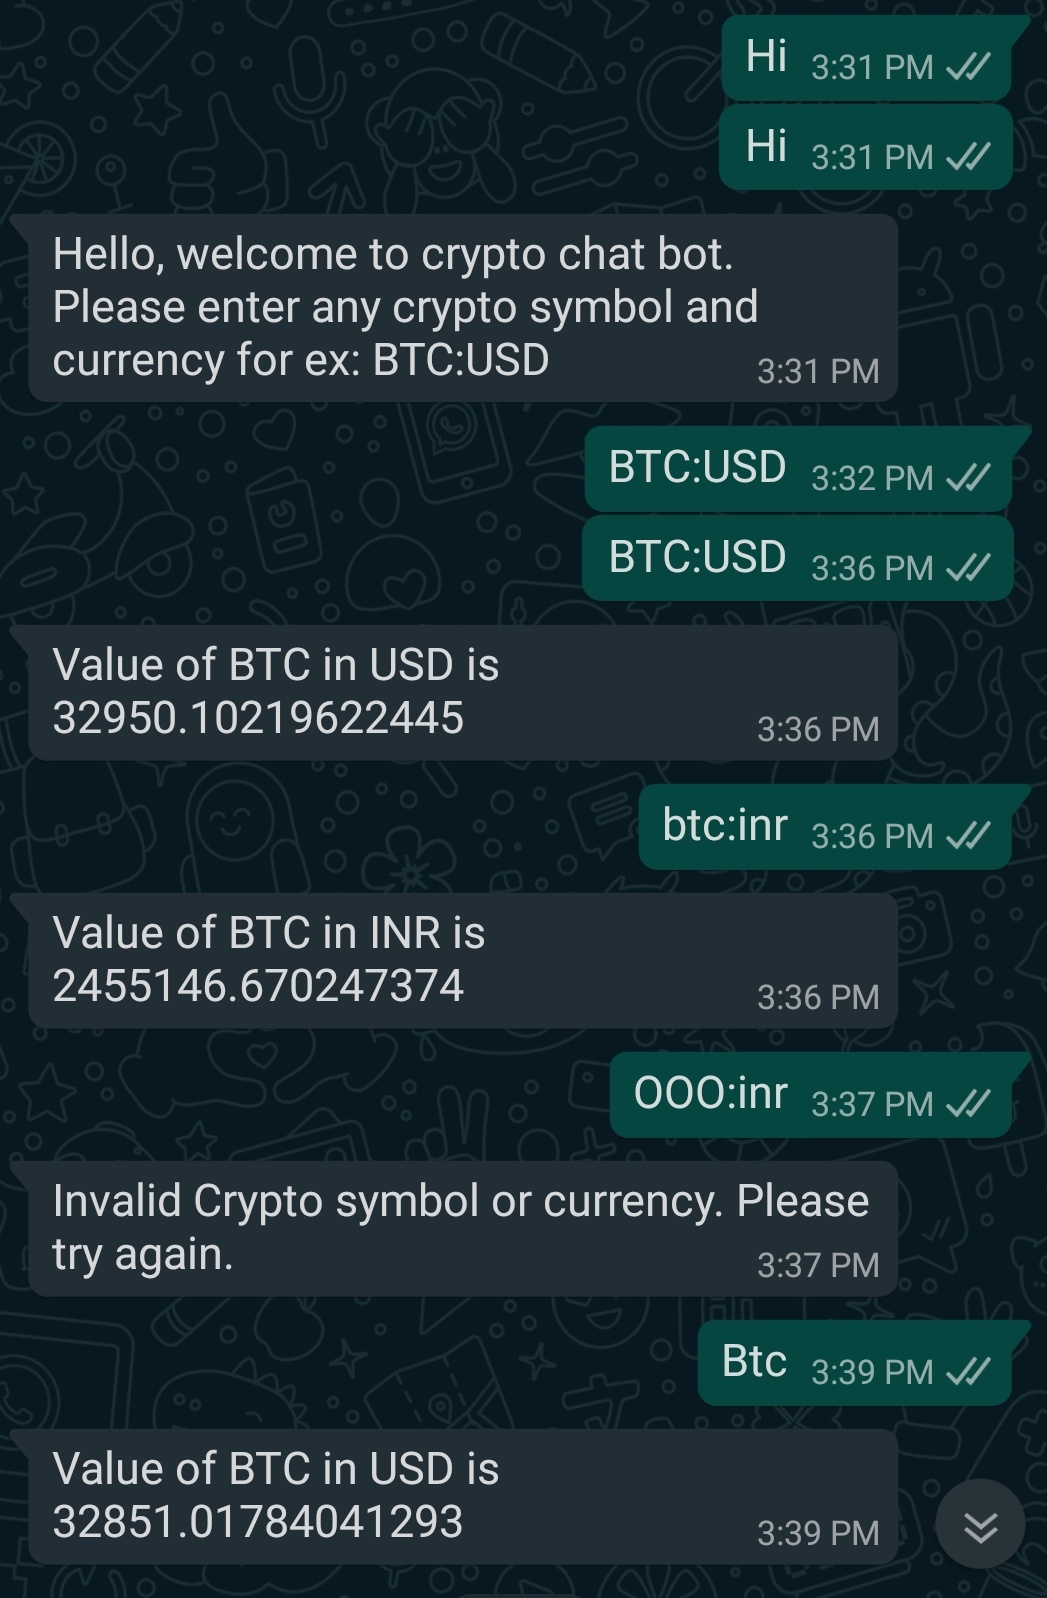 Hi 3:31 PM
Hi 3:31 PM
Hello, welcome to crypto chat bot.
Please enter any crypto symbol and
currency for ex: BTC:USD 3:31 PM
BTC:USD 3:32 PM
BTC:USD 3:36 PM
Value of BTC in USD is
32950.10219622445 3:36 PM
btc:inr 3:36 PM
Value of BTC in INR is
2455146.670247374 3:36 PM
OOO:inr 3:37 PM
Invalid Crypto symbol or currency. Please
try again. 3:37 PM
Btc 3:39 PM
Value of BTC in USD is
32851.01784041293 3:39 PM